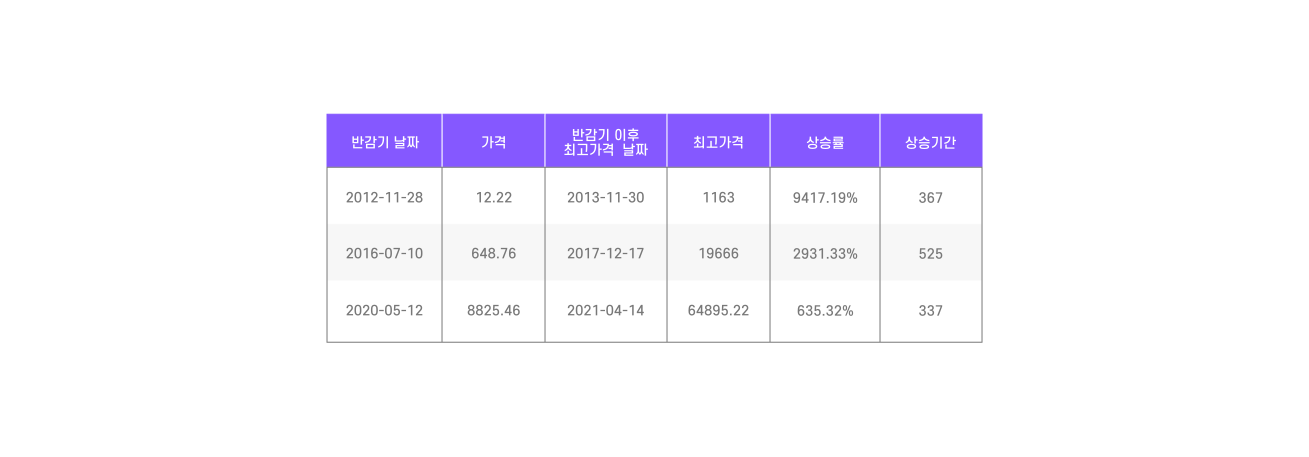 반감기 날짜 가격 반감기 이후 최고가격 날짜 최고가격 상승률 상승기간
2012-11-28 12.22 2013-11-30 1163 9417.19% 367
2016-07-10 648.76 2017-12-17 19666 2931.33% 525
2020-05-12 8825.46 2021-04-14 64895.22 635.32% 337